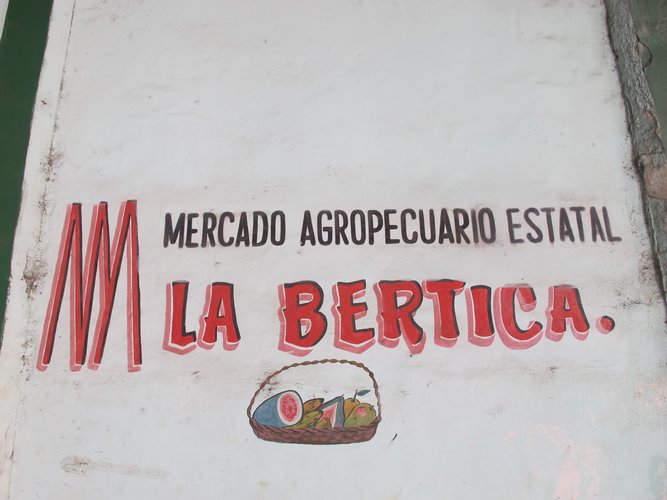 M MERCADO AGROPECUARIO ESTATAL
LA BERTICA.